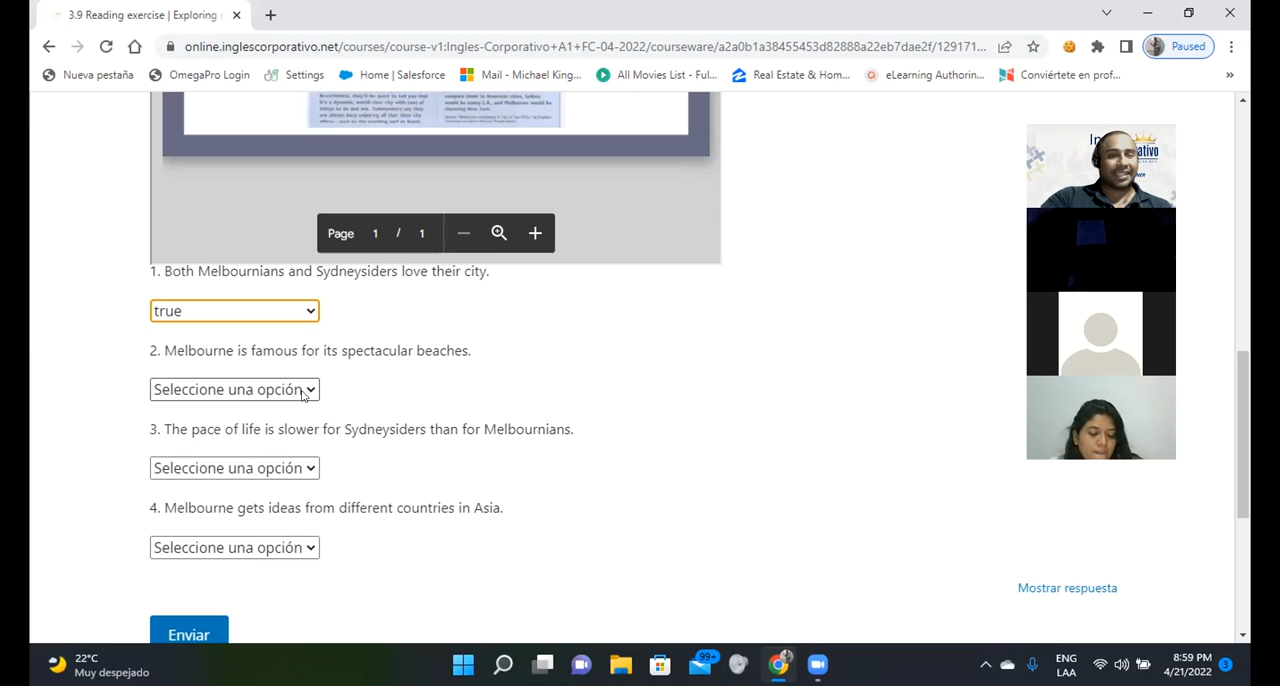 3.9 Reading exercise | Exploring
online.inglescorporativo.net/courses/course-v1:Ingles-Corporativo+A1+FC-04-2022/courseware/a2a0b1a38455453d82888a22eb7dae2f/129171...
Paused
Nueva pestaña
OmegaPro Login
Settings
Home | Salesforce
Mail - Michael King...
All Movies List - Ful...
Real Estate & Hom...
eLearning Authorin...
Conviértete en prof...
»
Page 1 / 1
1. Both Melbournians and Sydneysiders love their city.
true
2. Melbourne is famous for its spectacular beaches.
Seleccione una opción
3. The pace of life is slower for Sydneysiders than for Melbournians.
Seleccione una opción
4. Melbourne gets ideas from different countries in Asia.
Seleccione una opción
Mostrar respuesta
Enviar
22°C
Muy despejado
99+
ENG
LAA
8:59 PM
4/21/2022
3